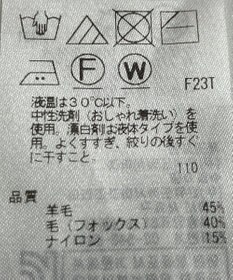 F W F23T
液温は30℃以下。
中性洗剤(おしゃれ着洗い)を
使用。漂白剤は液体タイプを使
用。よくすすぎ、絞りの後すぐ
に干すこと。
110
品質
羊毛 45%
毛(フォックス) 40%
ナイロン 15%